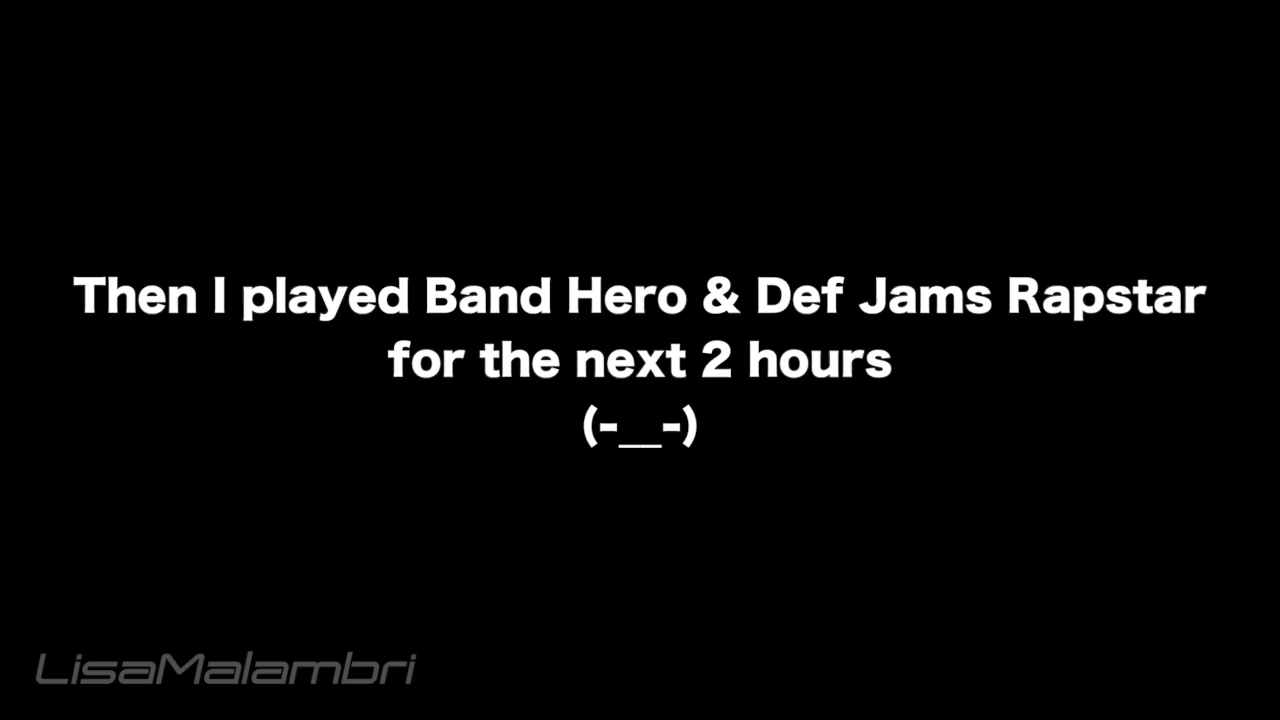 Then I played Band Hero & Def Jams Rapstar
for the next 2 hours
(-__-)
LisaMalambri